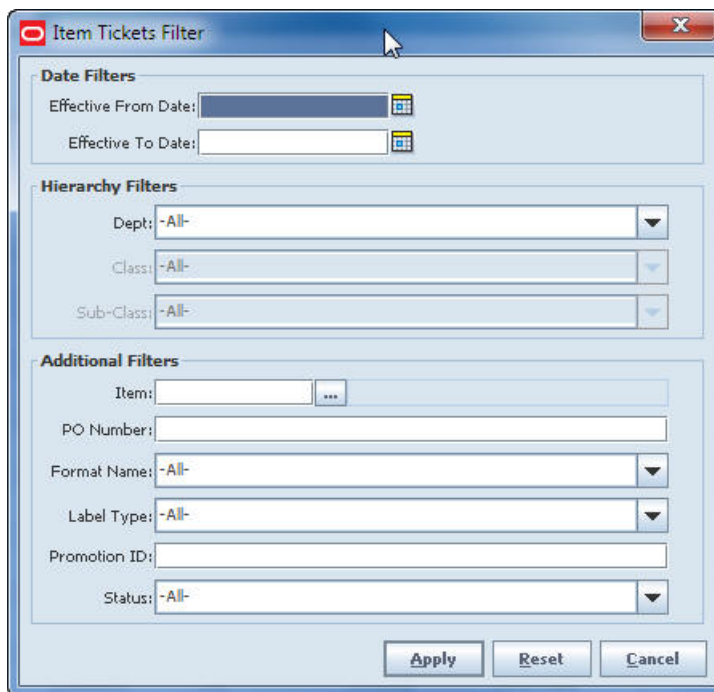 Item Tickets Filter
Date Filters
Effective From Date:
Effective To Date:
Hierarchy Filters
Dept: -All-
Class: -All-
Sub-Class: -All-
Additional Filters
Item: ...
PO Number:
Format Name: -All-
Label Type: -All-
Promotion ID:
Status: -All-
Apply Reset Cancel